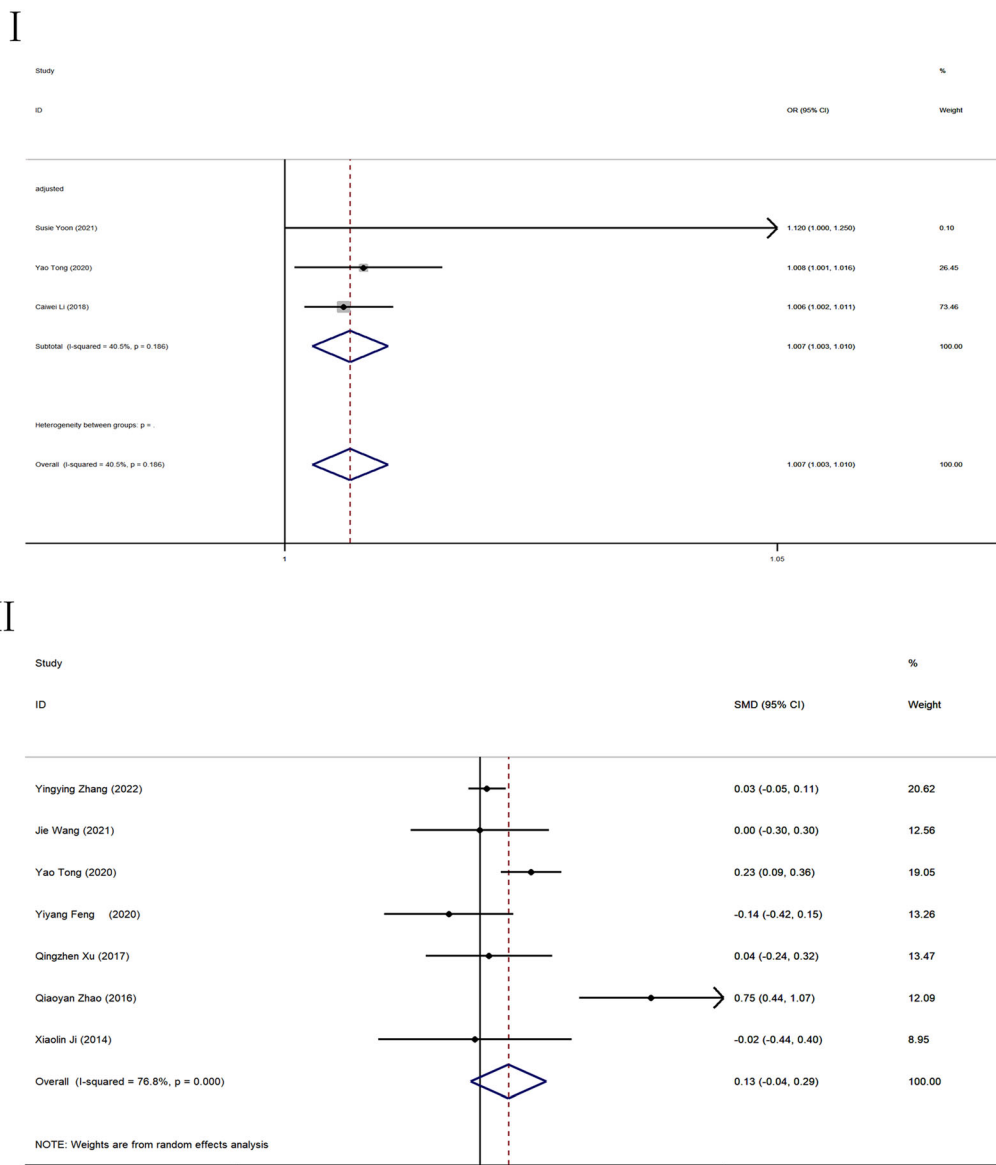 I
Study %
ID OR (95% CI) Weight
adjusted
Susie Yoon (2021) 1.120 (1.000, 1.250) 0.10
Yao Tong (2020) 1.008 (1.001, 1.016) 26.45
Caiwei Li (2018) 1.006 (1.002, 1.011) 73.46
Subtotal (I-squared = 40.5%, p = 0.186) 1.007 (1.003, 1.010) 100.00
Heterogeneity between groups: p = .
Overall (I-squared = 40.5%, p = 0.186) 1.007 (1.003, 1.010) 100.00
1 1.05
II
Study %
ID SMD (95% CI) Weight
Yingying Zhang (2022) 0.03 (-0.05, 0.11) 20.62
Jie Wang (2021) 0.00 (-0.30, 0.30) 12.56
Yao Tong (2020) 0.23 (0.09, 0.36) 19.05
Yiyang Feng (2020) -0.14 (-0.42, 0.15) 13.26
Qingzhen Xu (2017) 0.04 (-0.24, 0.32) 13.47
Qiaoyan Zhao (2016) 0.75 (0.44, 1.07) 12.09
Xiaolin Ji (2014) -0.02 (-0.44, 0.40) 8.95
Overall (I-squared = 76.8%, p = 0.000) 0.13 (-0.04, 0.29) 100.00
NOTE: Weights are from random effects analysis